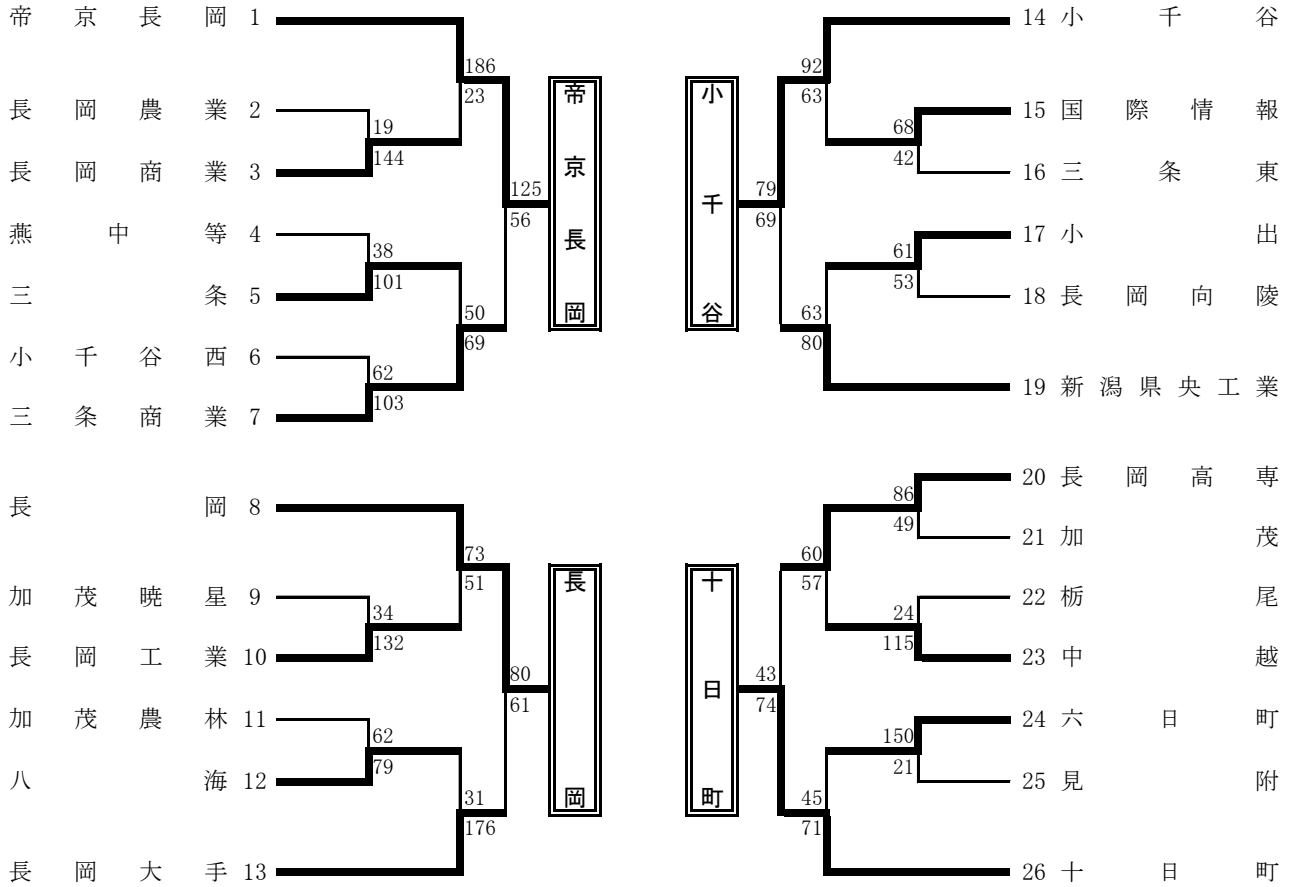 帝京長岡 1
長岡農業 2
長岡商業 3
燕中等 4
三条 5
小千谷西 6
三条商業 7
186
23
19
144
125
56
38
101
50
69
62
103
帝京長岡
長岡 8
加茂暁星 9
長岡工業 10
加茂農林 11
八海 12
長岡大手 13
73
51
34
132
80
61
62
79
31
176
長岡
小千谷
92
63
68
42
79
69
61
53
63
80
14 小千谷
15 国際情報
16 三条東
17 小出
18 長岡向陵
19 新潟県央工業
十日町
86
49
60
57
24
115
43
74
150
21
45
71
20 長岡高専
21 加茂
22 栃尾
23 中越
24 六日町
25 見附
26 十日町